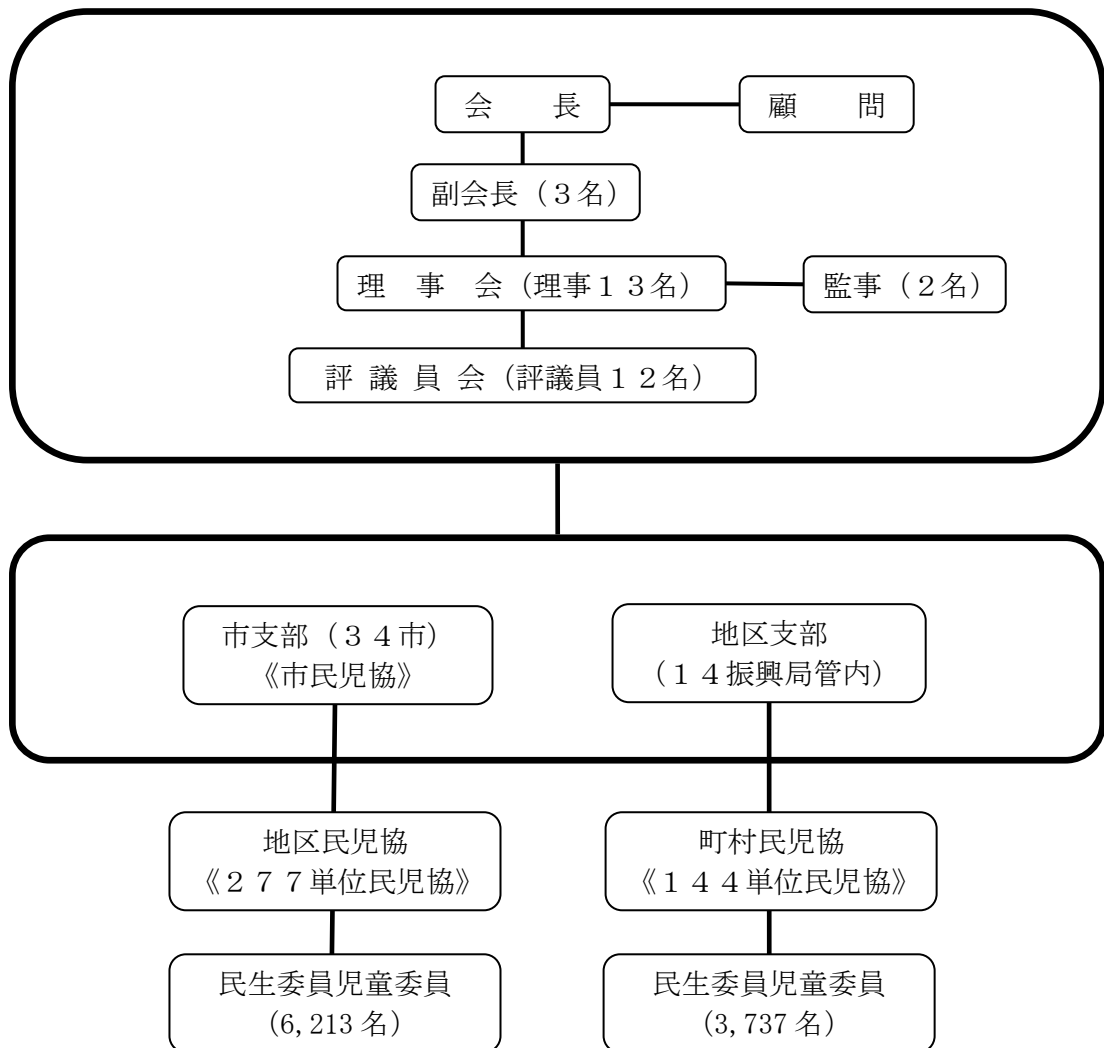 会　長
顧　問
副会長（３名）
理　事　会（理事１３名）
監事（２名）
評 議 員 会（評議員１２名）
市支部（３４市）
《市民児協》
地区支部
（１４振興局管内）
地区民児協
《２７７単位民児協》
町村民児協
《１４４単位民児協》
民生委員児童委員
(6,213 名)
民生委員児童委員
(3,737 名)